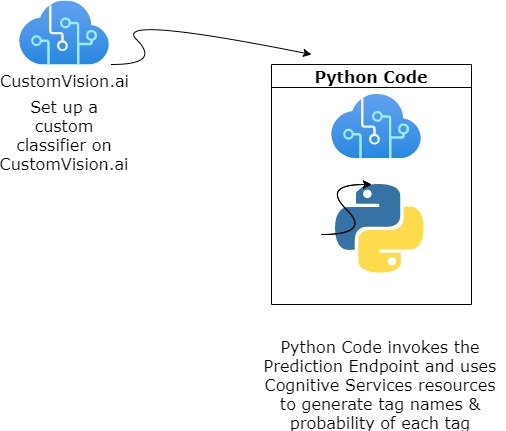 CustomVision.ai
Set up a
custom
classifier on
CustomVision.ai
Python Code
Python Code invokes the
Prediction Endpoint and uses
Cognitive Services resources
to generate tag names &
probability of each tag